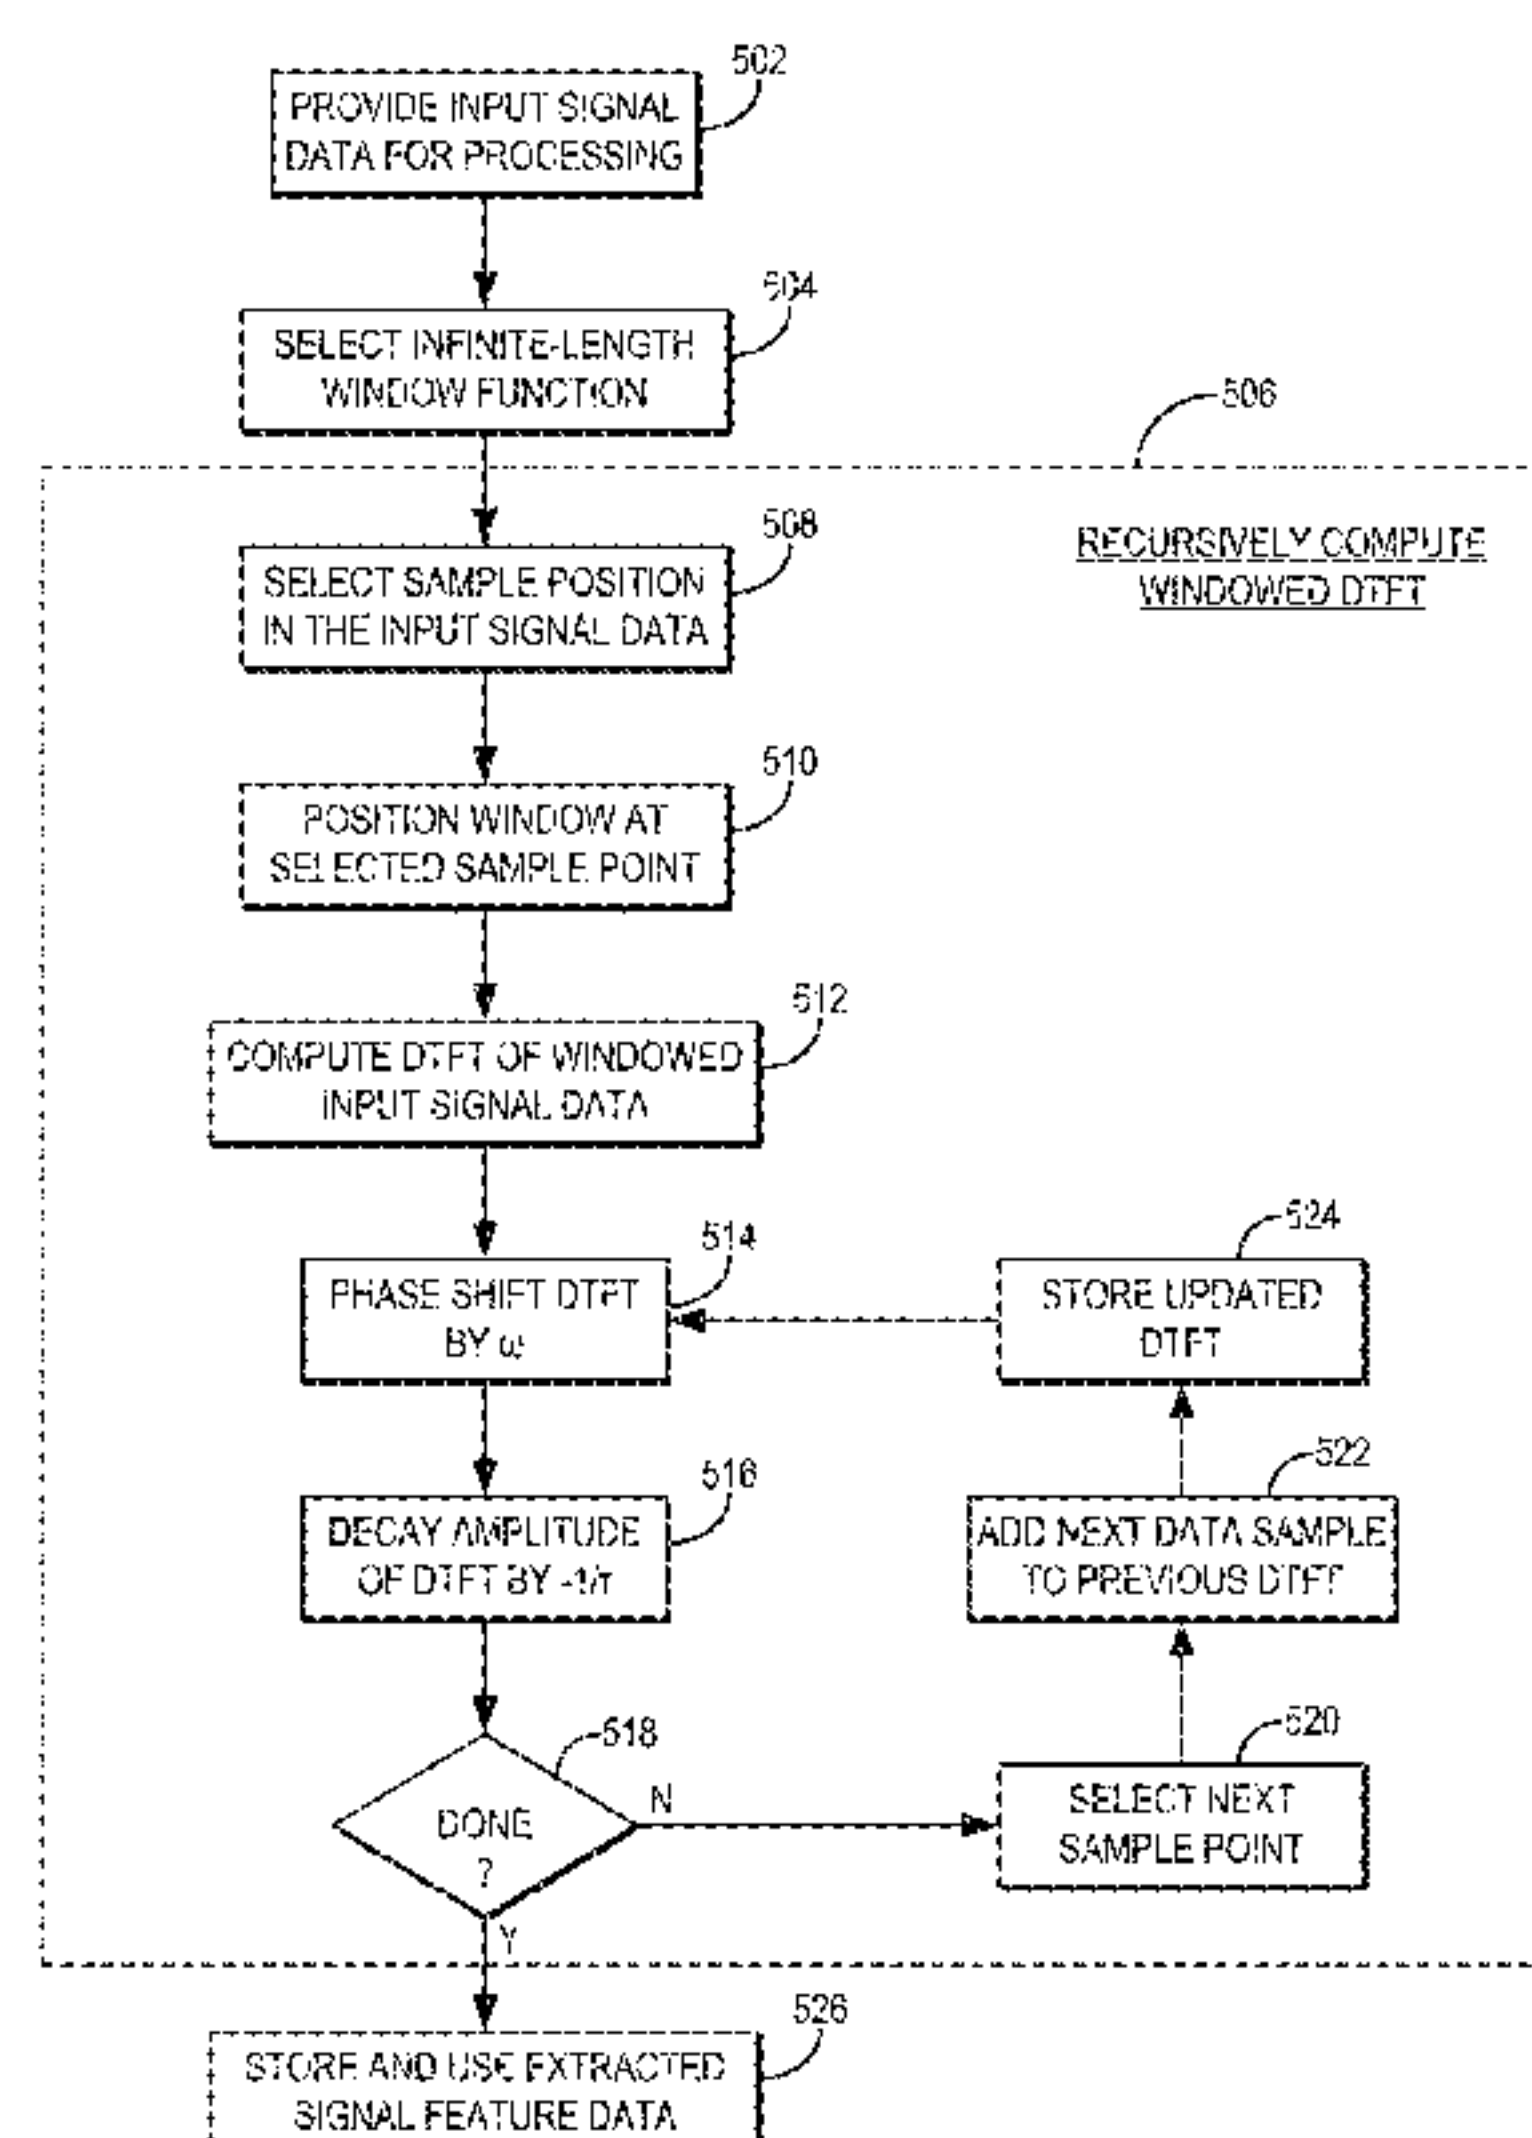 502
PROVIDE INPUT SIGNAL
DATA FOR PROCESSING
504
SELECT INFINITE-LENGTH
WINDOW FUNCTION
506
RECURSIVELY COMPUTE
WINDOWED DTFT
508
SELECT SAMPLE POSITION
IN THE INPUT SIGNAL DATA
510
POSITION WINDOW AT
SELECTED SAMPLE POINT
512
COMPUTE DTFT OF WINDOWED
INPUT SIGNAL DATA
514
PHASE SHIFT DTFT
BY ω
516
DECAY AMPLITUDE
OF DTFT BY -1/τ
518
DONE
?
N
Y
520
SELECT NEXT
SAMPLE POINT
522
ADD NEXT DATA SAMPLE
TO PREVIOUS DTFT
524
STORE UPDATED
DTFT
526
STORE AND USE EXTRACTED
SIGNAL FEATURE DATA